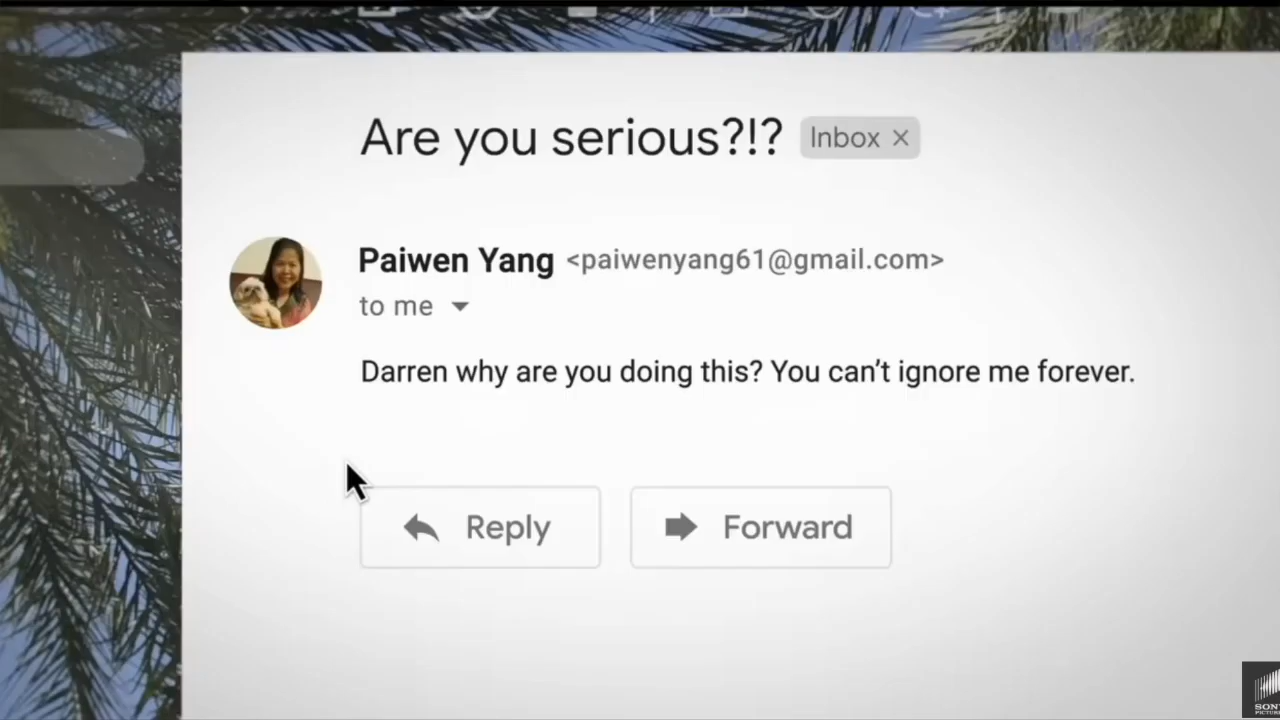 Are you serious?!? Inbox ×
Paiwen Yang <paiwenyang61@gmail.com>
to me
Darren why are you doing this? You can’t ignore me forever.
Reply Forward
SONY